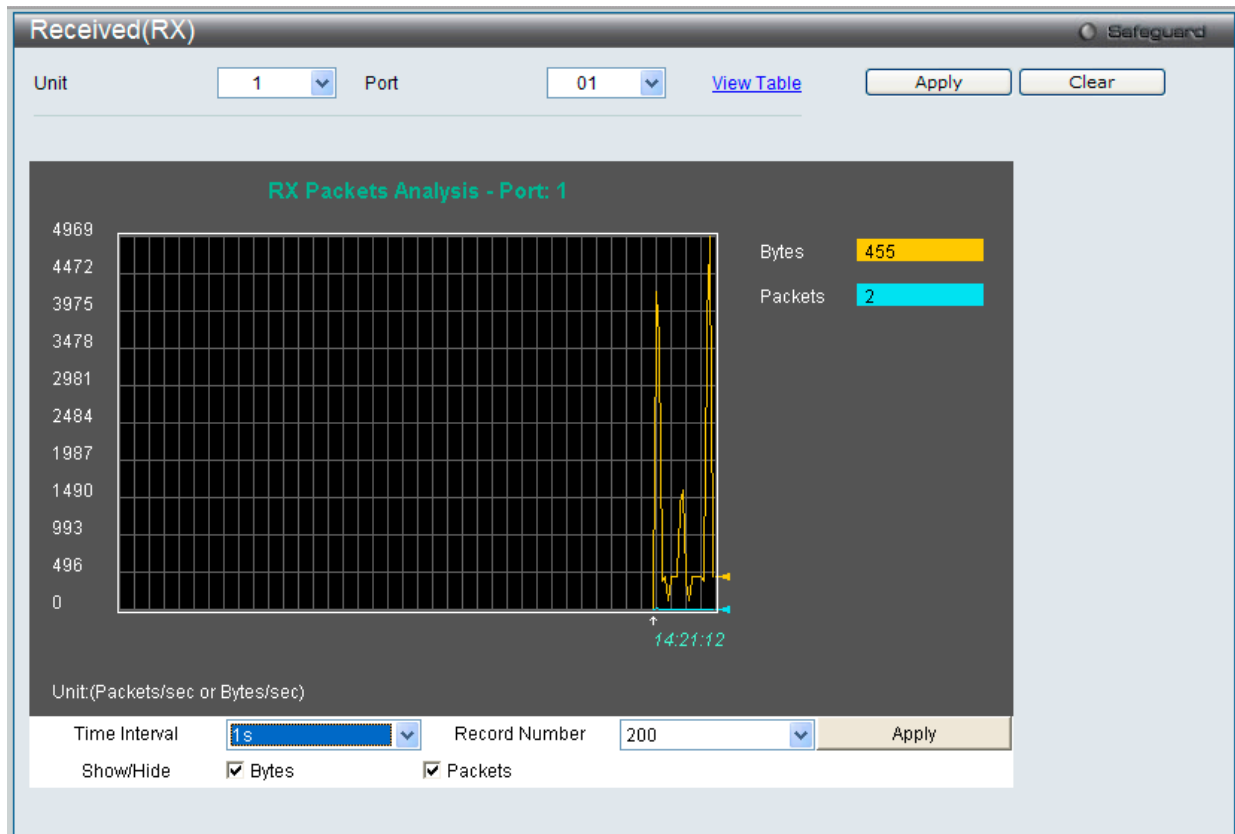 Received(RX)
Safeguard
Unit 1 Port 01 View Table Apply Clear
RX Packets Analysis - Port: 1
4969
4472
3975
3478
2981
2484
1987
1490
993
496
0
Bytes 455
Packets 2
14:21:12
Unit:(Packets/sec or Bytes/sec)
Time Interval 1s Record Number 200 Apply
Show/Hide Bytes Packets